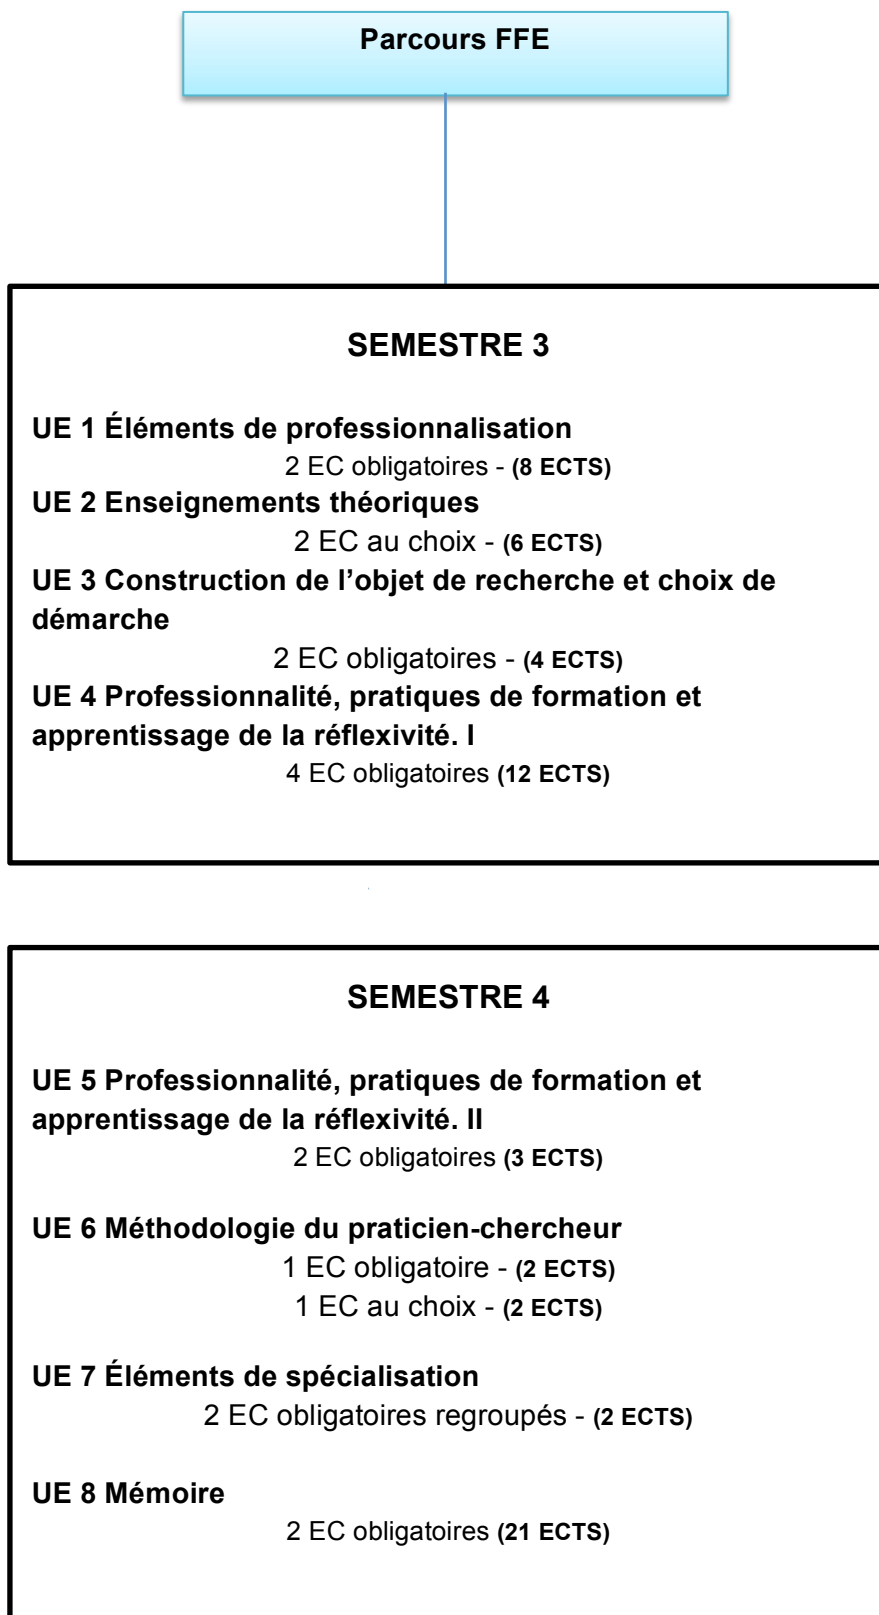 Parcours FFE
SEMESTRE 3
UE 1 Éléments de professionnalisation
2 EC obligatoires - (8 ECTS)
UE 2 Enseignements théoriques
2 EC au choix - (6 ECTS)
UE 3 Construction de l’objet de recherche et choix de
démarche
2 EC obligatoires - (4 ECTS)
UE 4 Professionnalité, pratiques de formation et
apprentissage de la réflexivité. I
4 EC obligatoires (12 ECTS)
SEMESTRE 4
UE 5 Professionnalité, pratiques de formation et
apprentissage de la réflexivité. II
2 EC obligatoires (3 ECTS)
UE 6 Méthodologie du praticien-chercheur
1 EC obligatoire - (2 ECTS)
1 EC au choix - (2 ECTS)
UE 7 Éléments de spécialisation
2 EC obligatoires regroupés - (2 ECTS)
UE 8 Mémoire
2 EC obligatoires (21 ECTS)